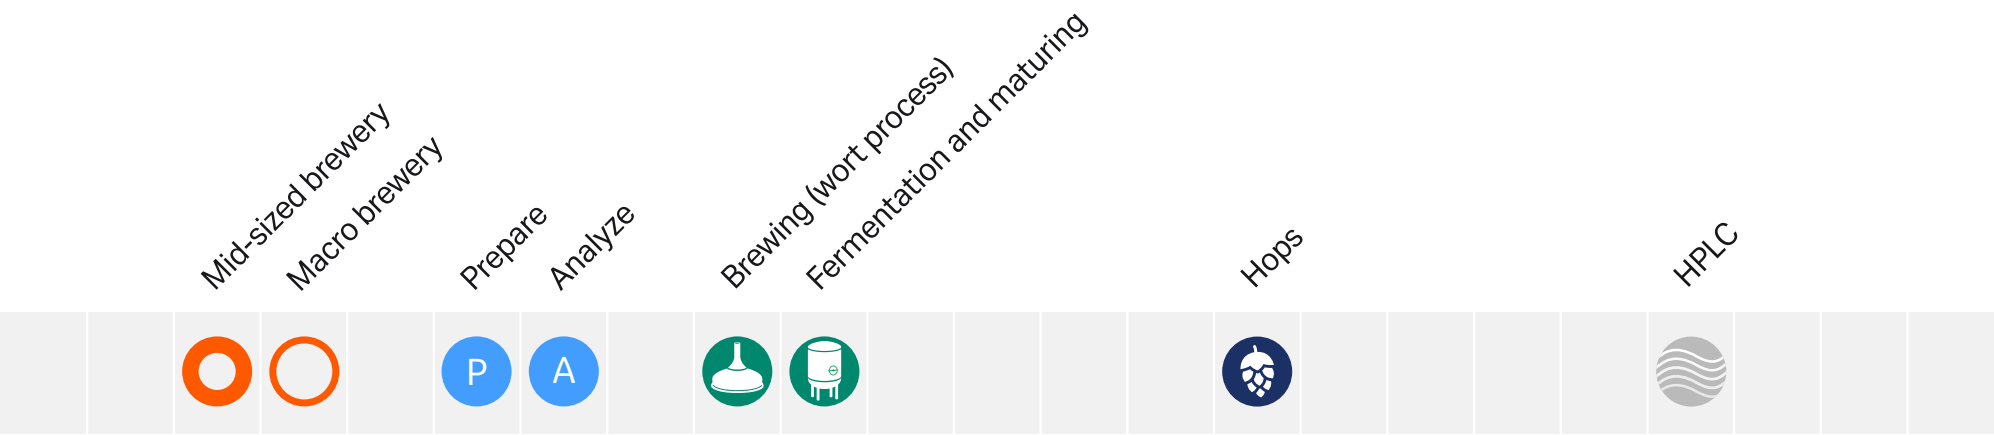 Mid-sized brewery
Macro brewery
Prepare
Analyze
Brewing (wort process)
Fermentation and maturing
Hops
HPLC
P
A